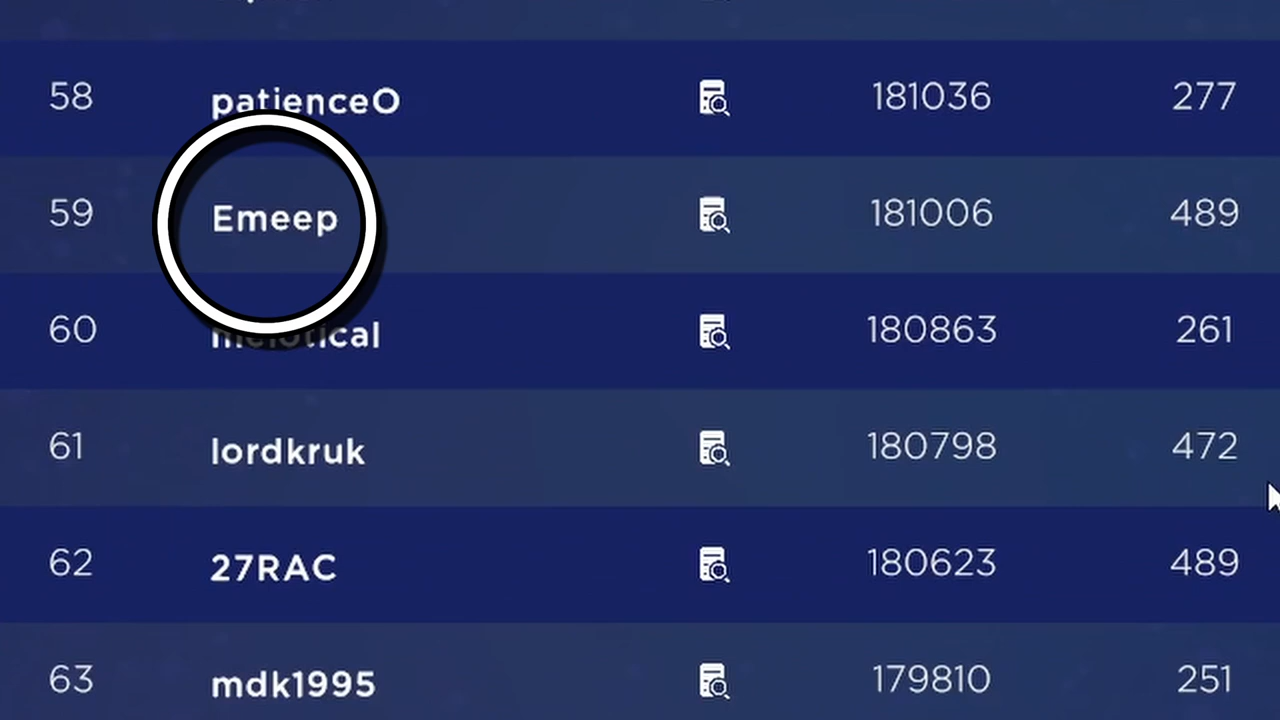 58 patienceO 181036 277
59 Emeep 181006 489
60 melotical 180863 261
61 lordkruk 180798 472
62 27RAC 180623 489
63 mdk1995 179810 251